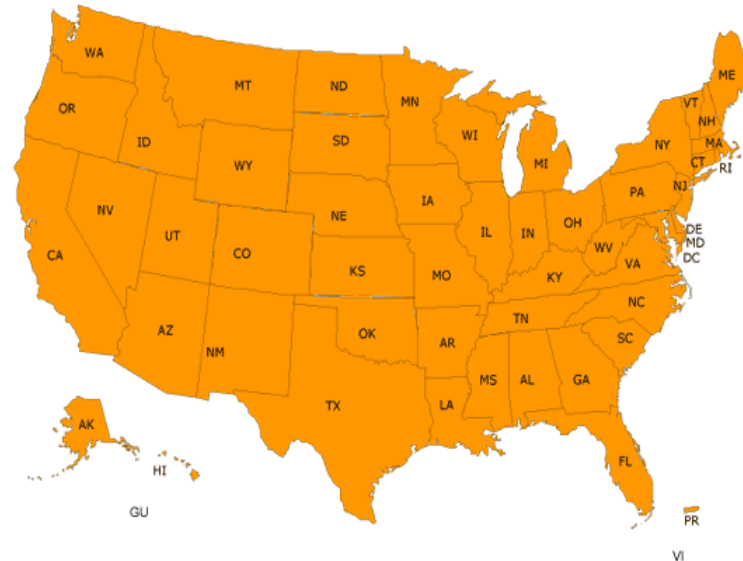 WA
MT
ND
MN
ME
VT
NH
OR
ID
SD
WI
NY
MA
WY
MI
CT
RI
NV
NE
IA
PA
NJ
UT
CO
IL
IN
OH
DE
MD
WV
DC
CA
KS
MO
KY
VA
AZ
OK
TN
NC
NM
AR
SC
TX
MS
AL
GA
LA
AK
FL
HI
GU
PR
VI